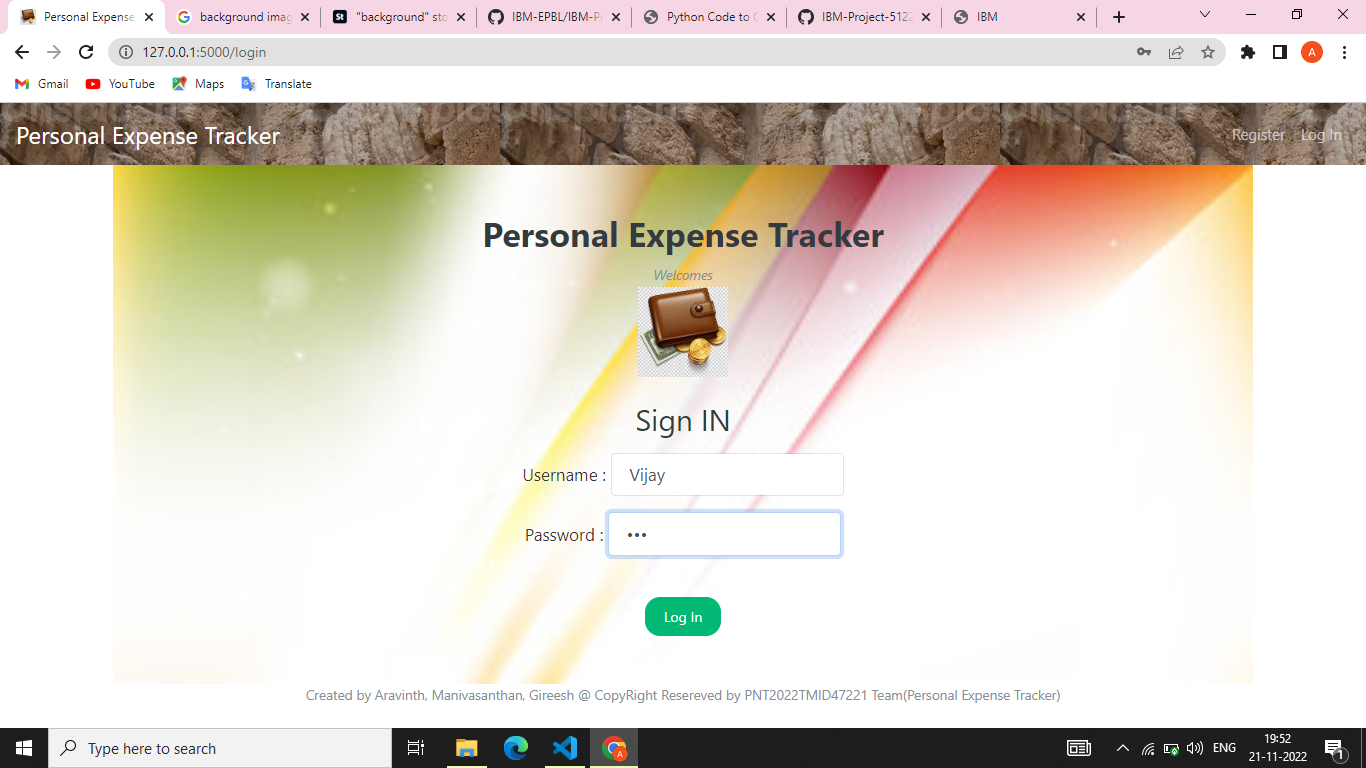 Personal Expense
background imag
"background" sto
IBM-EPBL/IBM-Pr
Python Code to C
IBM-Project-5122
IBM
127.0.0.1:5000/login
A
Gmail
YouTube
Maps
Translate
Personal Expense Tracker
Register
Log In
Personal Expense Tracker
Welcomes
Sign IN
Username :
Vijay
Password :
Log In
Created by Aravinth, Manivasanthan, Gireesh @ CopyRight Resereved by PNT2022TMID47221 Team(Personal Expense Tracker)
Type here to search
ENG
19:52
21-11-2022
1